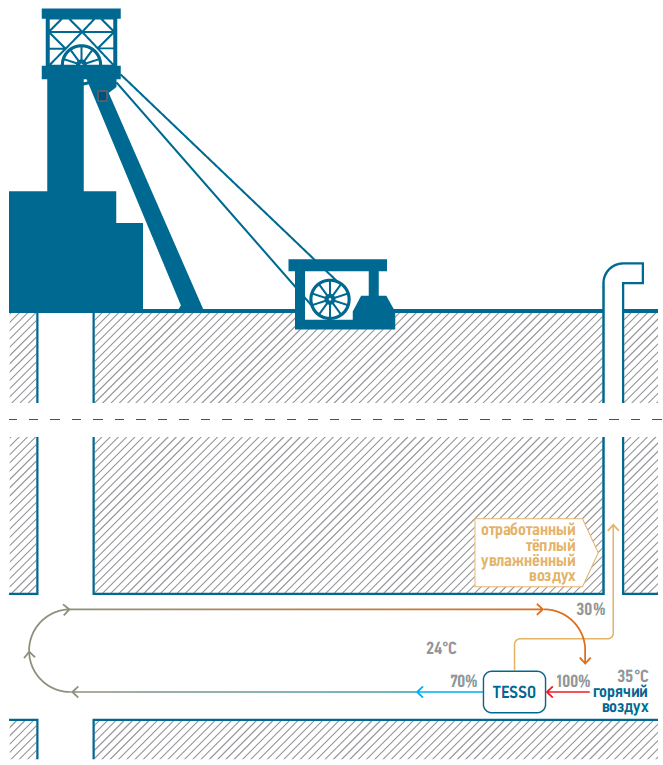 отработанный
тёплый
увлажнённый
воздух
30%
24°C
70%
TESSO
100%
35°C
горячий
воздух